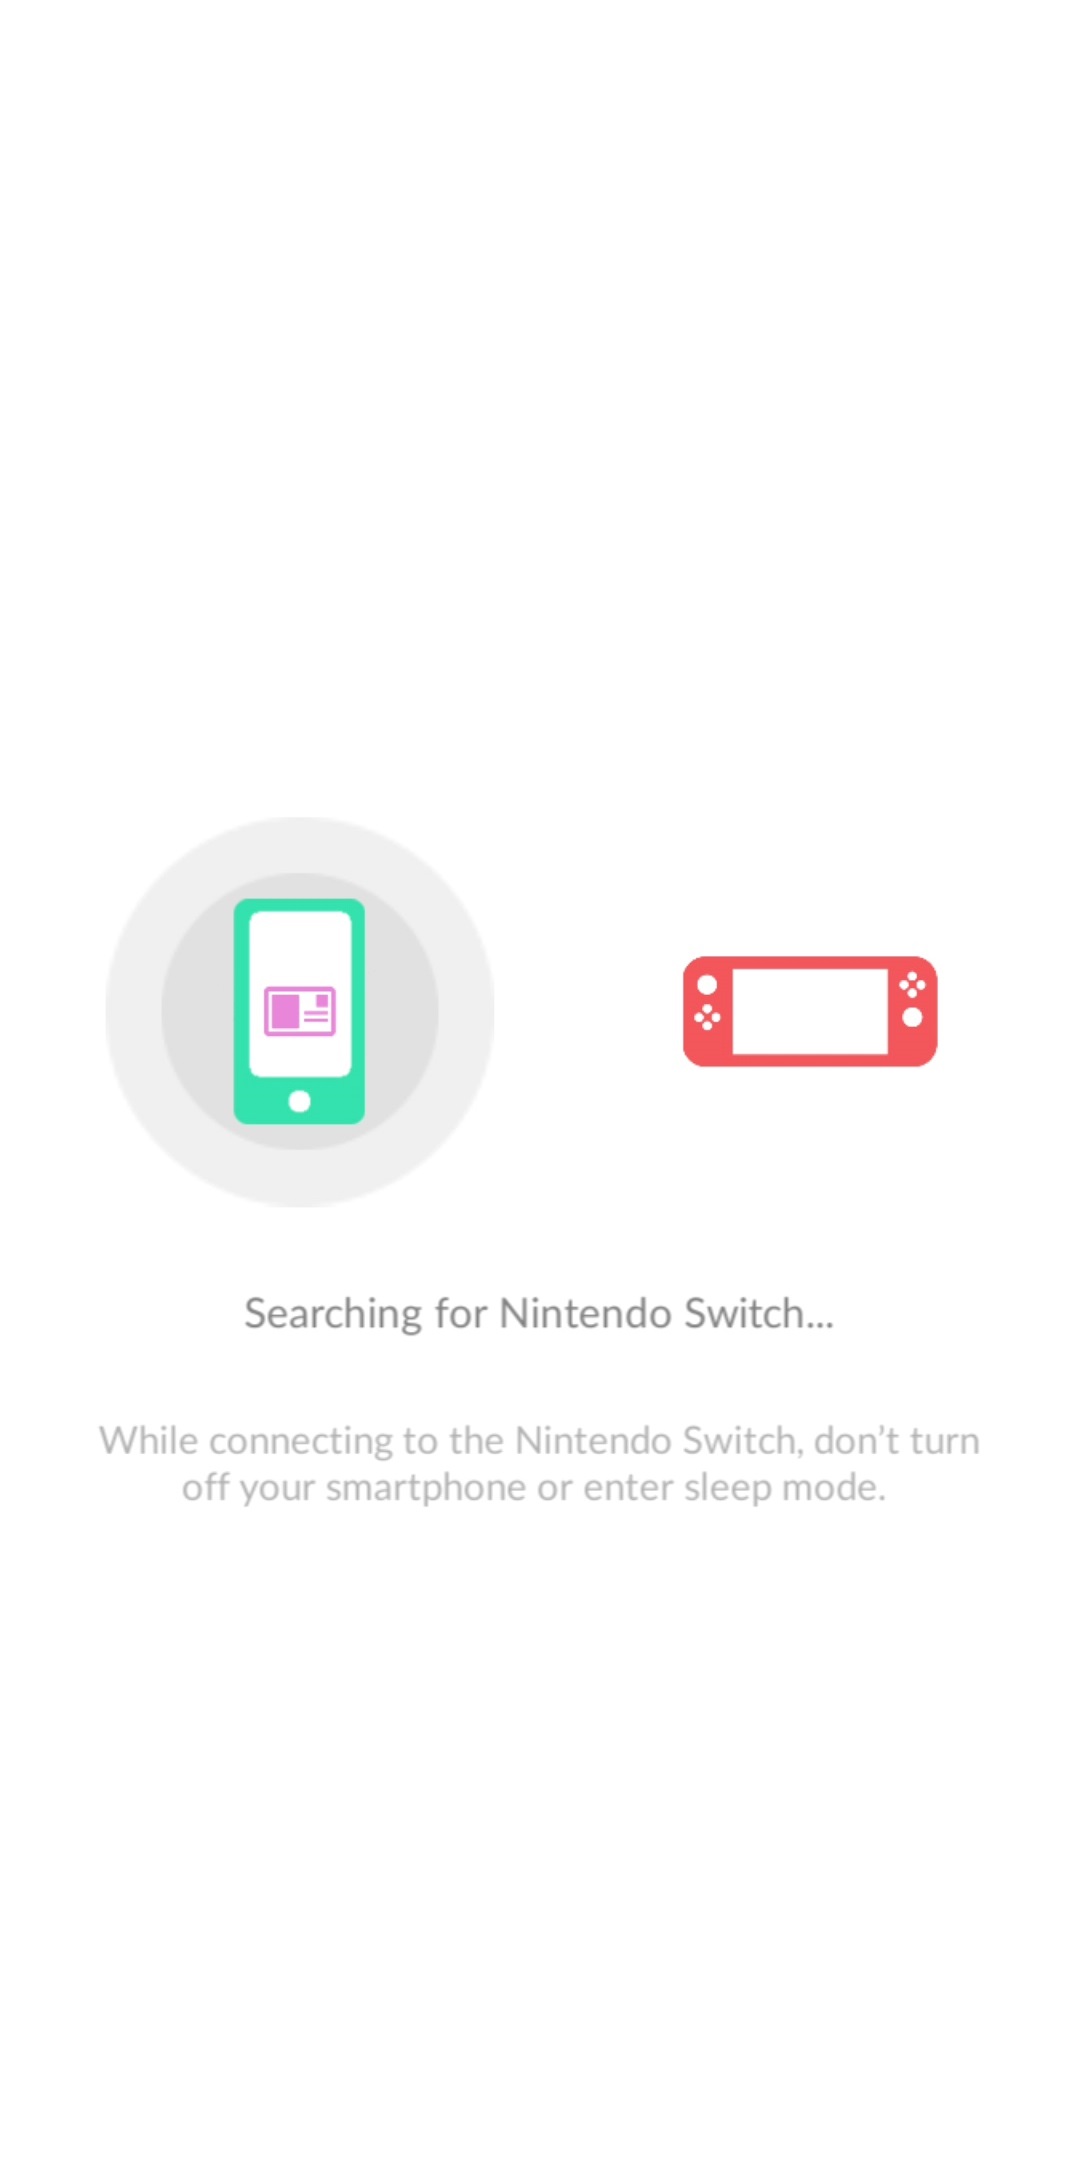 Searching for Nintendo Switch...
While connecting to the Nintendo Switch, don’t turn
off your smartphone or enter sleep mode.